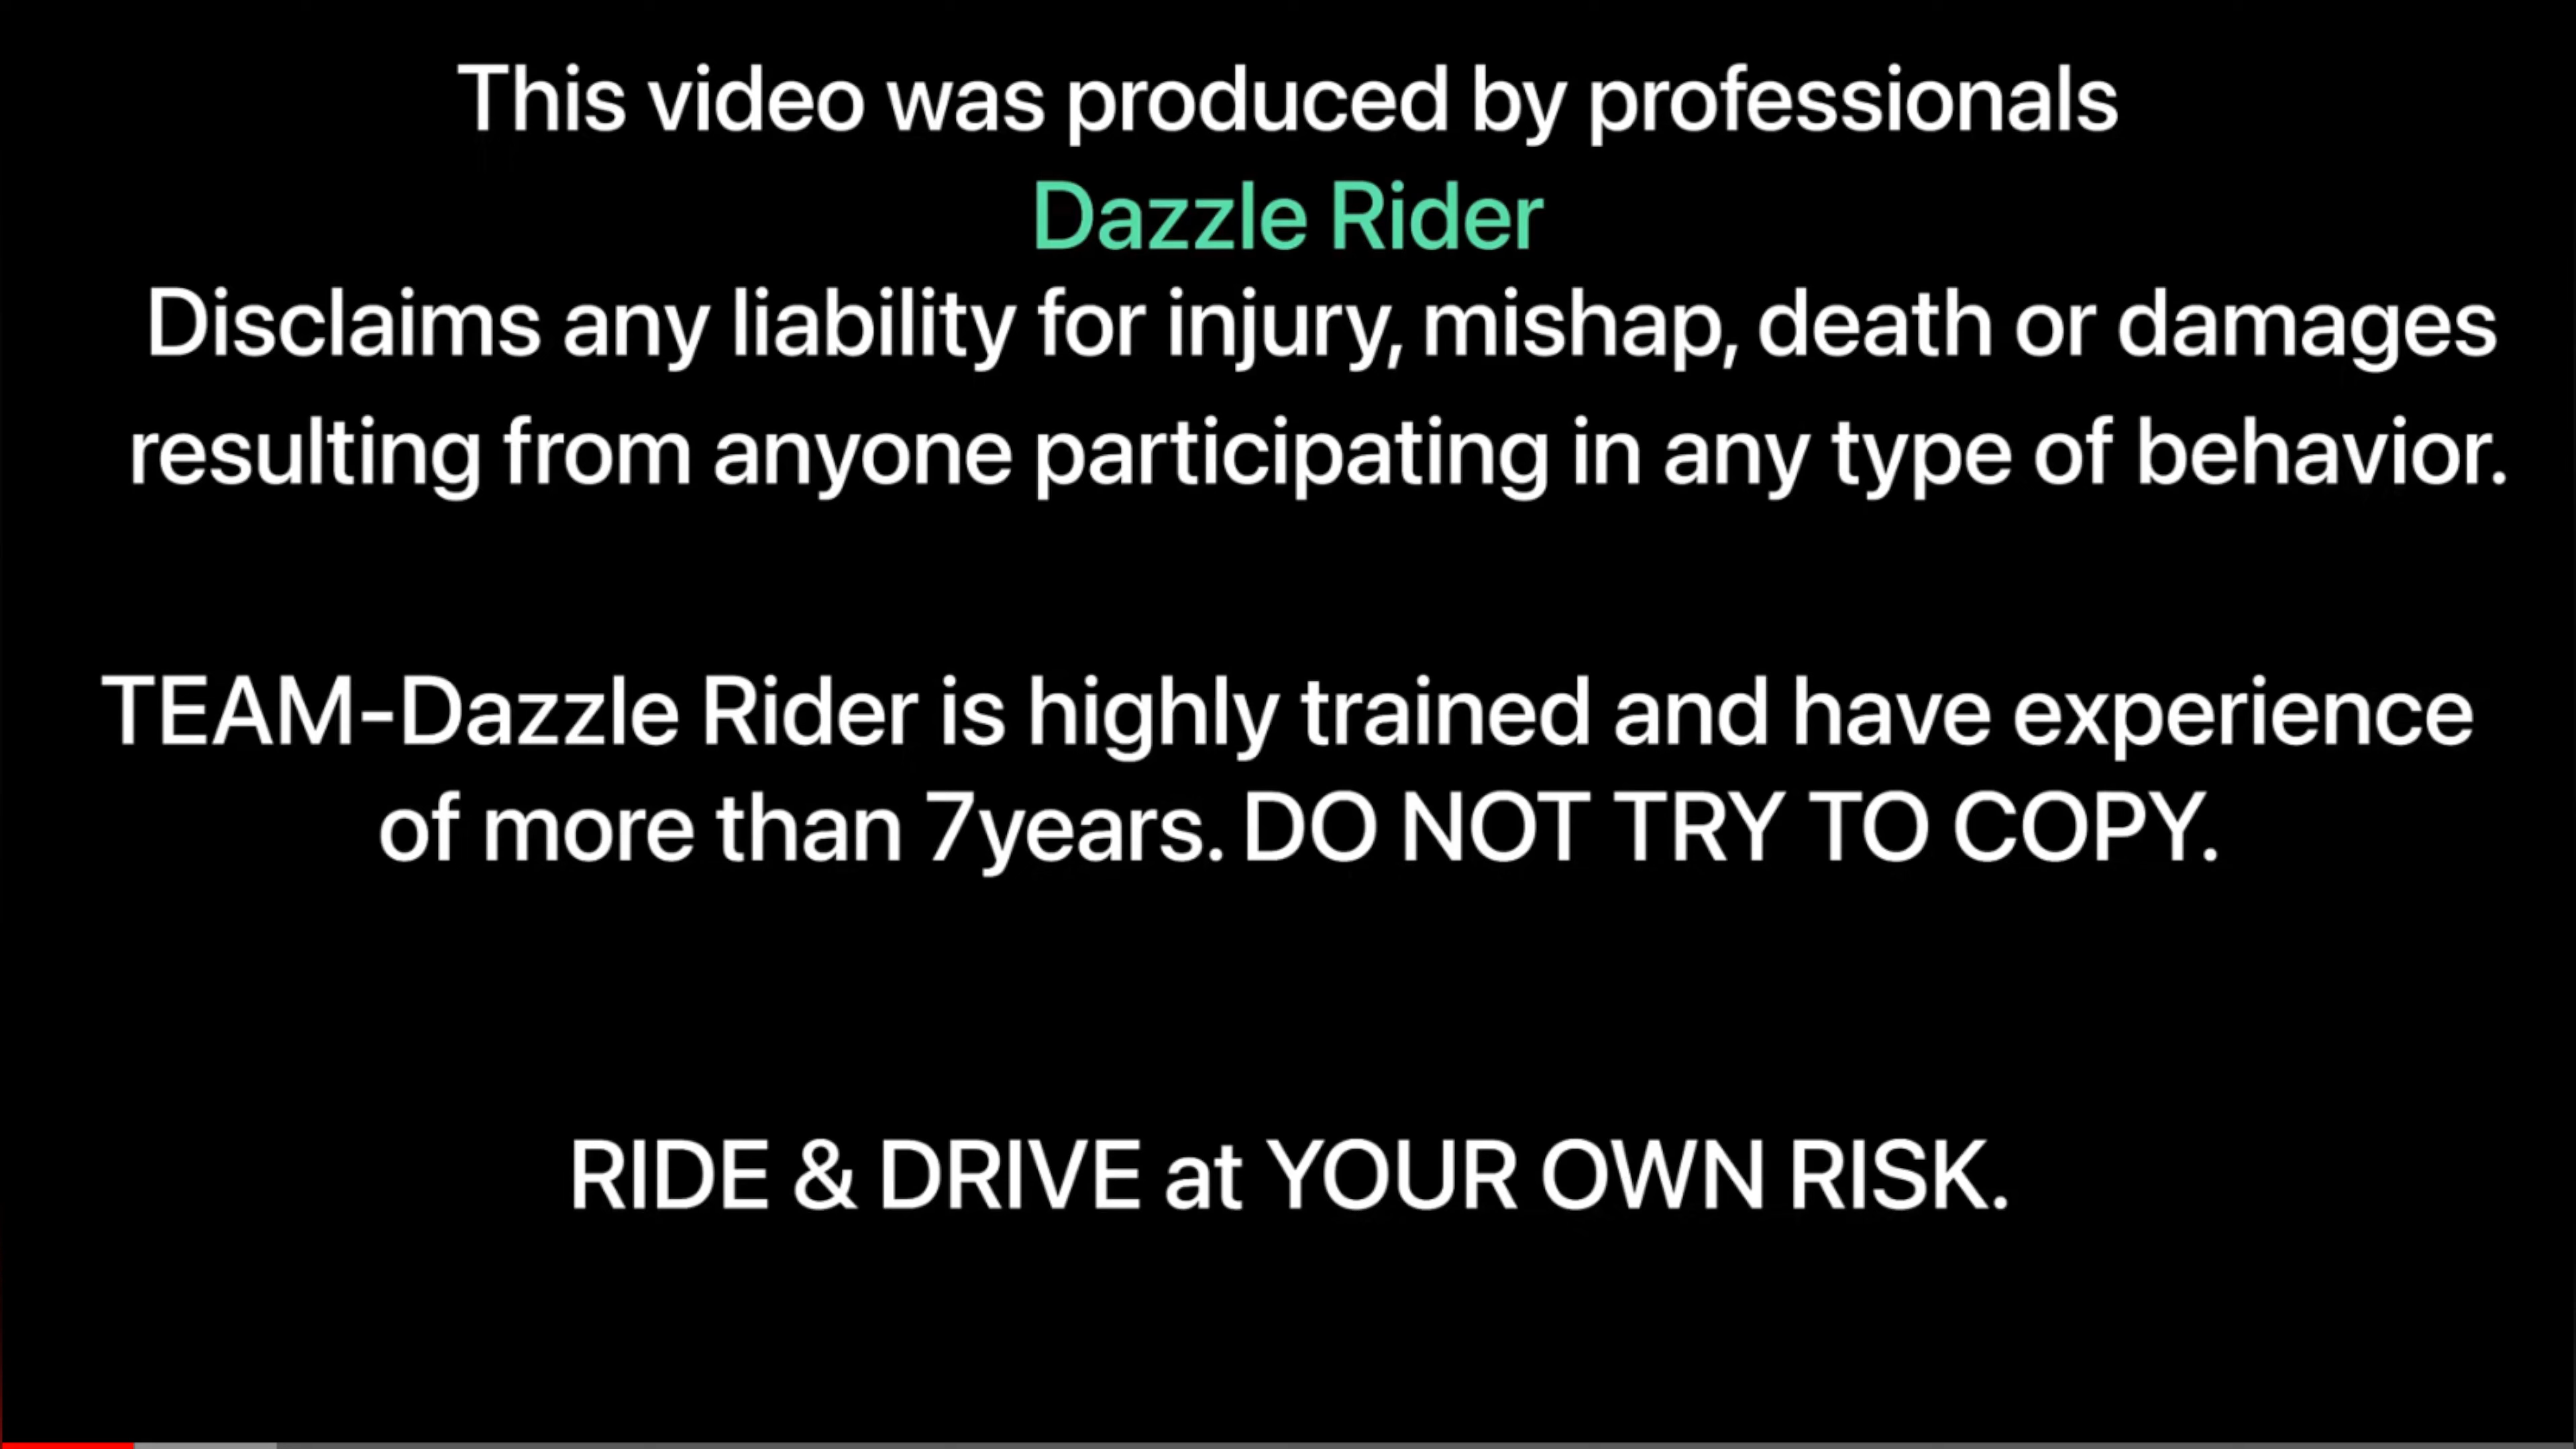 This video was produced by professionals
Dazzle Rider
Disclaims any liability for injury, mishap, death or damages
resulting from anyone participating in any type of behavior.
TEAM-Dazzle Rider is highly trained and have experience
of more than 7years. DO NOT TRY TO COPY.
RIDE & DRIVE at YOUR OWN RISK.